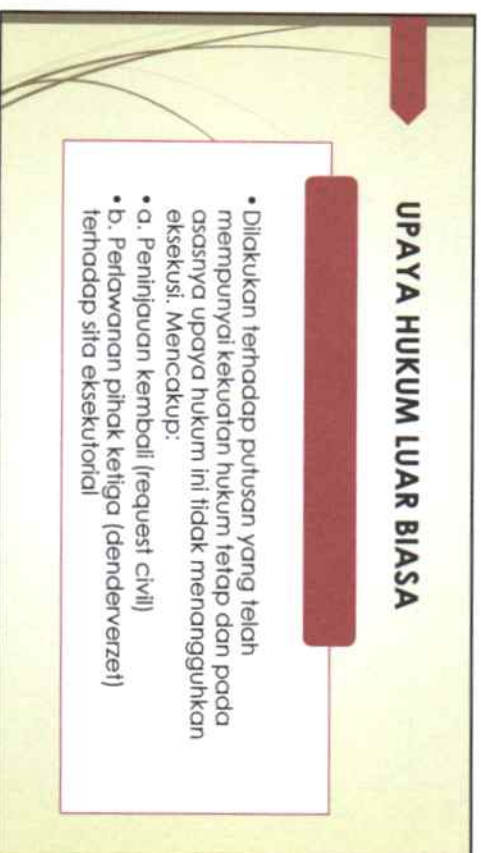 UPAYA HUKUM LUAR BIASA
• Dilakukan terhadap putusan yang telah
mempunyai kekuatan hukum tetap dan pada
asasnya upaya hukum ini tidak menangguhkan
eksekusi. Mencakup:
• a. Peninjauan kembali (request civil)
• b. Perlawanan pihak ketiga (denderverzet)
terhadap sita eksekutorial